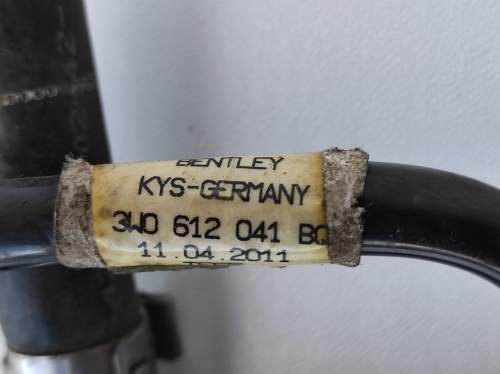 BENTLEY
KYS-GERMANY
3W0 612 041 BQ
11.04.2011